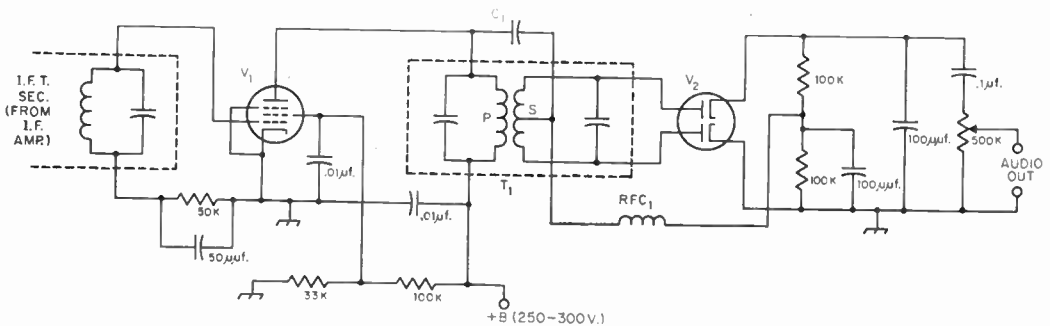 C1
I.F.T.
SEC.
(FROM
I.F.
AMP.)
V1
.01µf.
50K
50µµf.
.01µf.
33K
100K
+B (250-300V.)
P
S
T1
V2
RFC1
100K
100K
100µµf.
100µµf.
.1µf.
500K
AUDIO
OUT